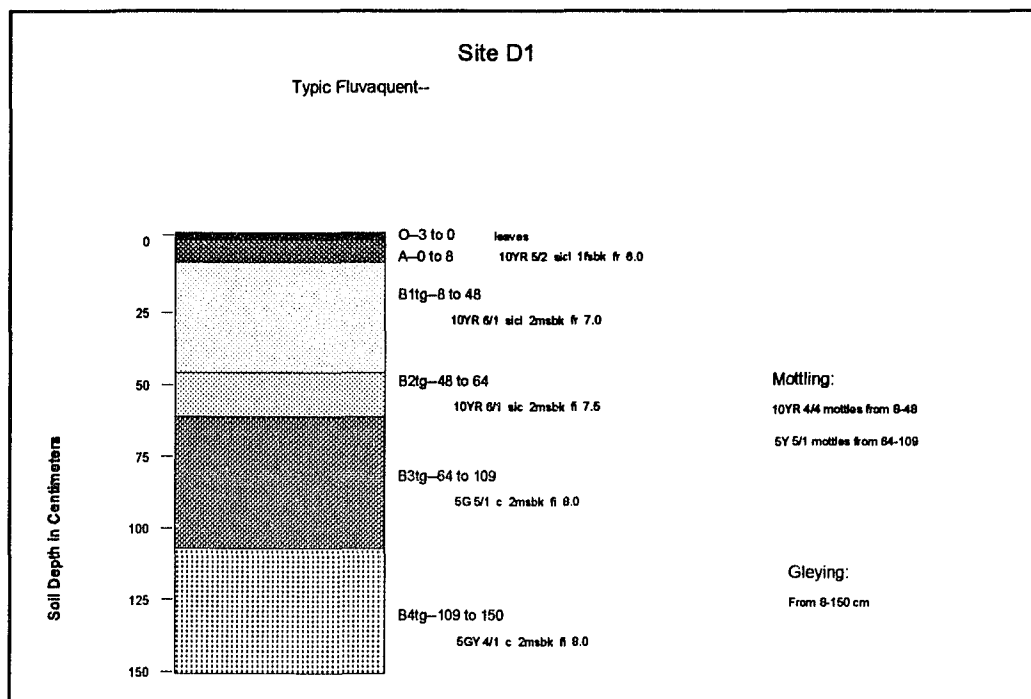 Site D1
Typic Fluvaquent--
O--3 to 0 leaves
A--0 to 8 10YR 5/2 sicl 1fsbk fr 6.0
B1tg--8 to 48
10YR 6/1 sicl 2msbk fr 7.0
B2tg--48 to 64
10YR 6/1 sic 2msbk fi 7.5
B3tg--64 to 109
5G 5/1 c 2msbk fi 8.0
B4tg--109 to 150
5GY 4/1 c 2msbk fi 8.0
Mottling:
10YR 4/4 mottles from 8-48
5Y 5/1 mottles from 64-109
Gleying:
From 8-150 cm
Soil Depth in Centimeters
0
25
50
75
100
125
150